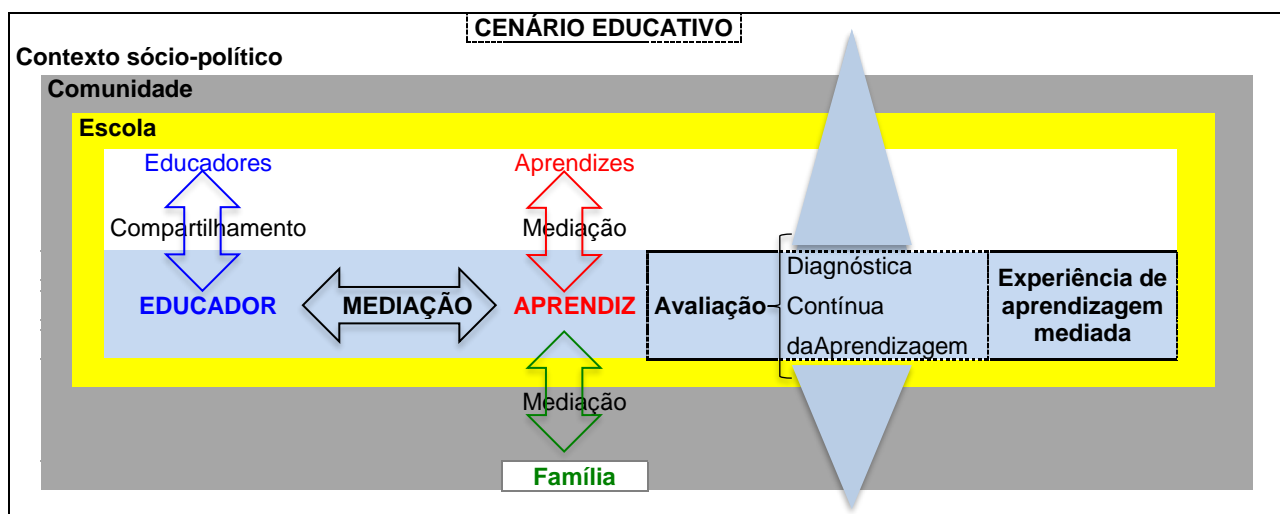 CENÁRIO EDUCATIVO
Contexto sócio-político
Comunidade
Escola
Educadores
Aprendizes
Compartilhamento
Mediação
EDUCADOR
MEDIAÇÃO
APRENDIZ
Avaliação
Diagnóstica
Contínua
daAprendizagem
Experiência de
aprendizagem
mediada
Mediação
Família